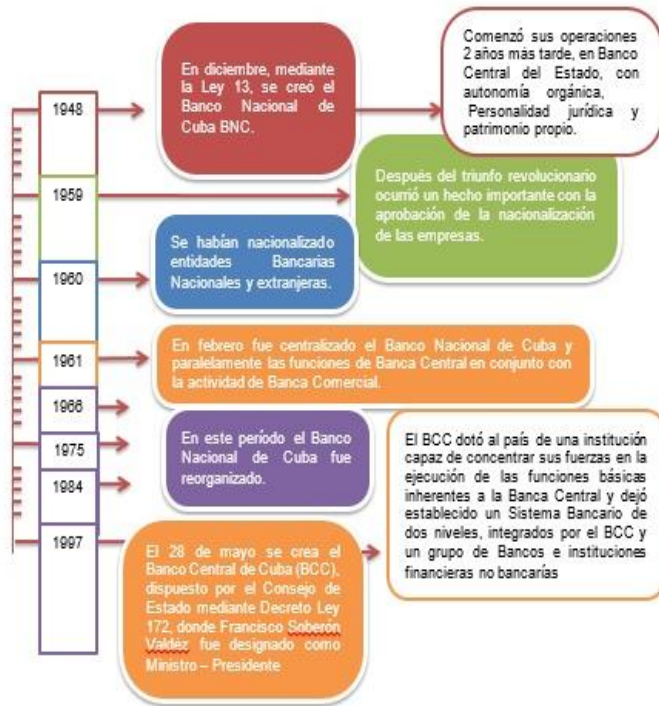 1948
En diciembre, mediante
la Ley 13, se creó el
Banco Nacional de
Cuba BNC.
Comenzó sus operaciones
2 años más tarde, en Banco
Central del Estado, con
autonomía orgánica,
Personalidad jurídica y
patrimonio propio.
1959
Después del triunfo revolucionario
ocurrió un hecho importante con la
aprobación de la nacionalización
de las empresas.
1960
Se habían nacionalizado
entidades Bancarias
Nacionales y extranjeras.
1961
En febrero fue centralizado el Banco Nacional de Cuba y
paralelamente las funciones de Banca Central en conjunto con
la actividad de Banca Comercial.
1966
1975
1984
En este período el Banco
Nacional de Cuba fue
reorganizado.
1997
El 28 de mayo se crea el
Banco Central de Cuba (BCC),
dispuesto por el Consejo de
Estado mediante Decreto Ley
172, donde Francisco Soberón
Valdéz fue designado como
Ministro – Presidente
El BCC dotó al país de una institución
capaz de concentrar sus fuerzas en la
ejecución de las funciones básicas
inherentes a la Banca Central y dejó
establecido un Sistema Bancario de
dos niveles, integrados por el BCC y
un grupo de Bancos e instituciones
financieras no bancarías